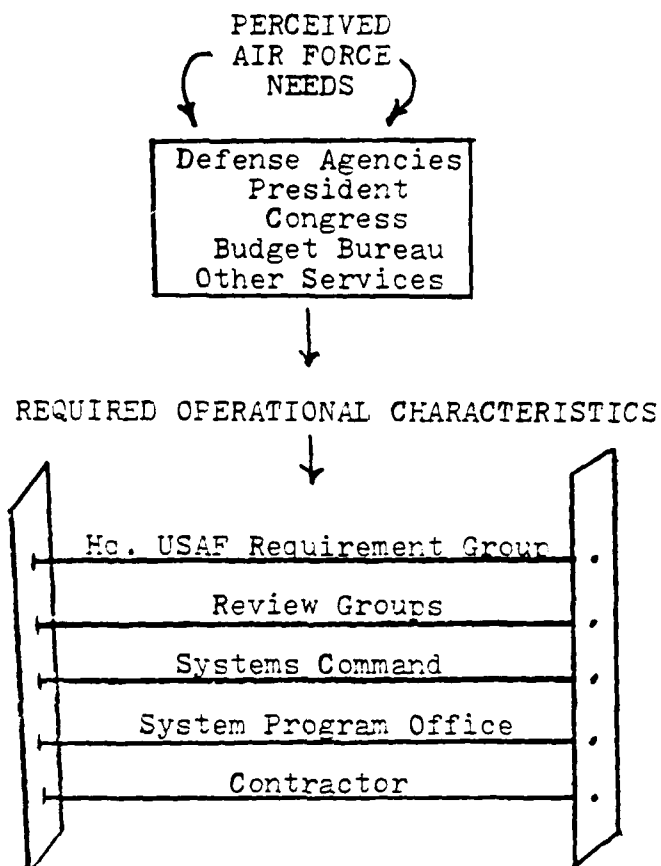 PERCEIVED
AIR FORCE
NEEDS
Defense Agencies
President
Congress
Budget Bureau
Other Services
REQUIRED OPERATIONAL CHARACTERISTICS
Hq. USAF Requirement Group
Review Groups
Systems Command
System Program Office
Contractor